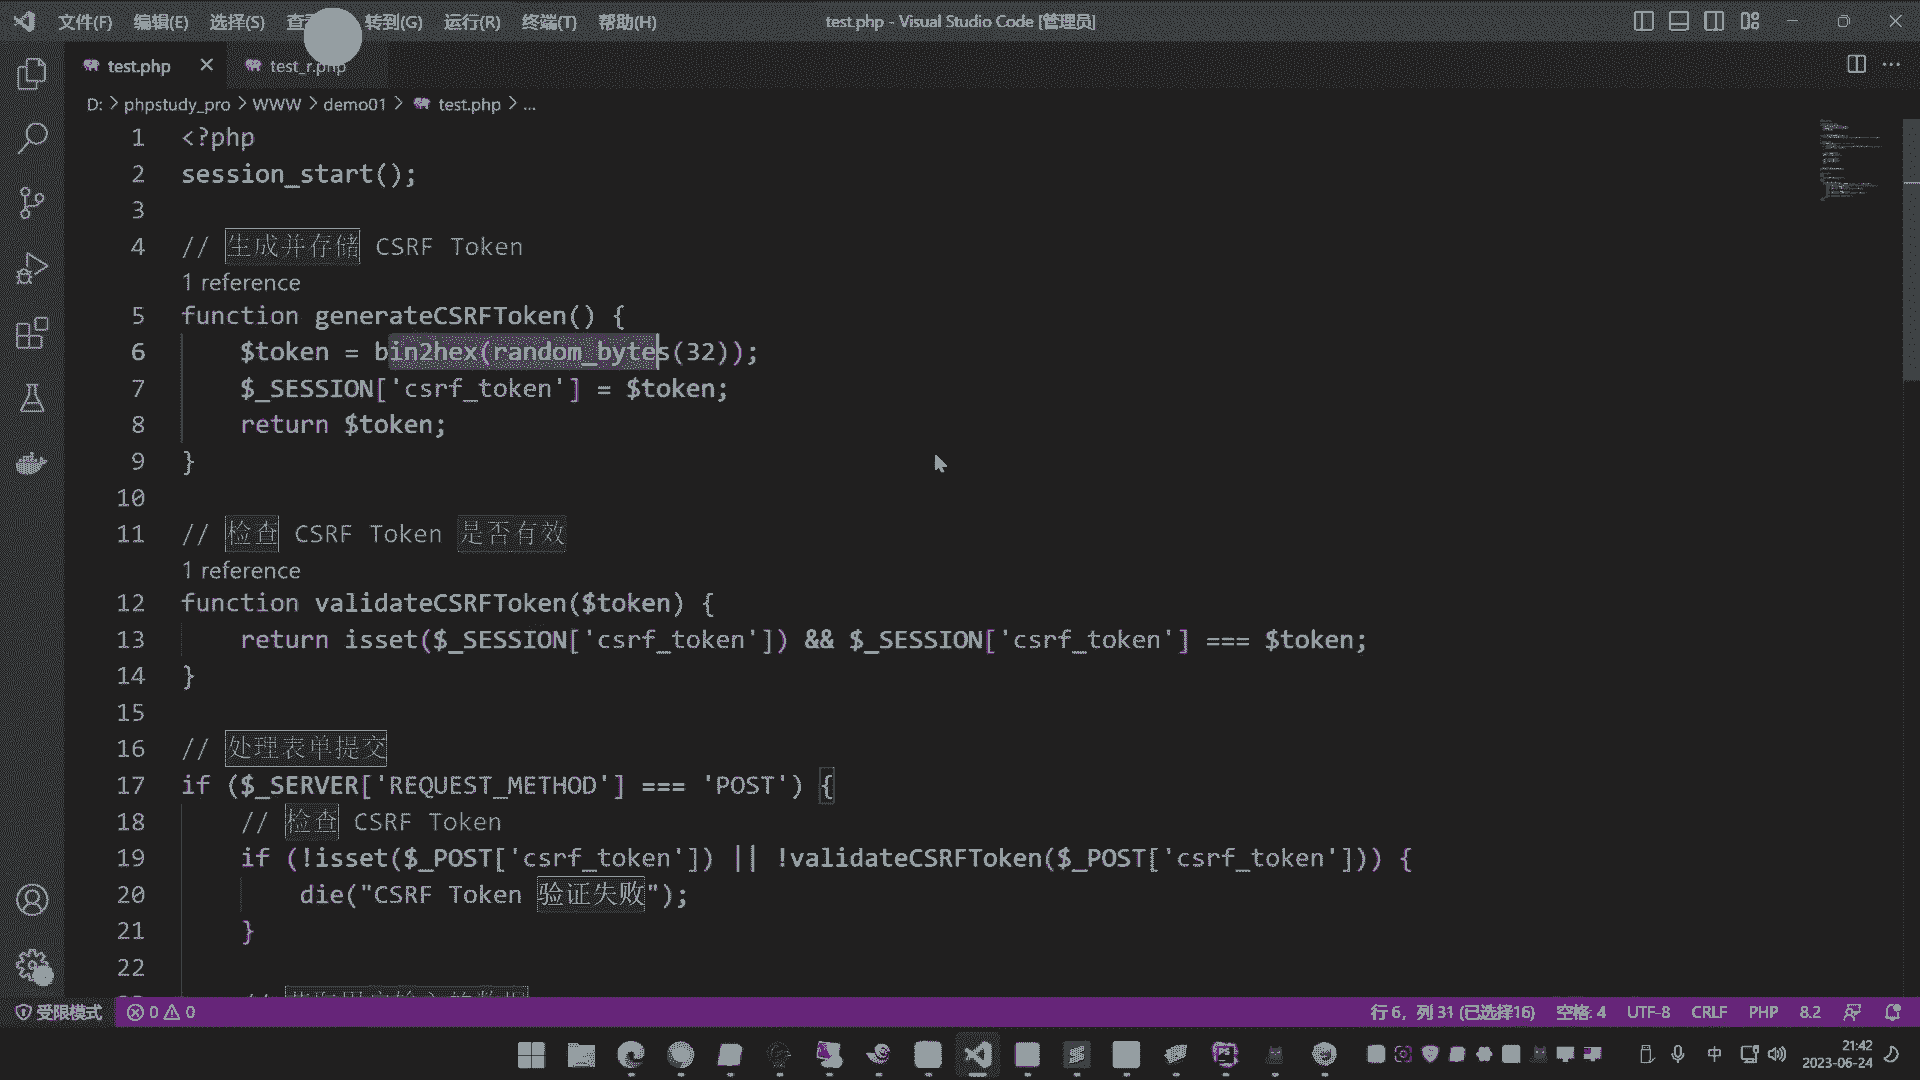 文件(F) 编辑(E) 选择(S) 转到(G) 运行(R) 终端(T) 帮助(H) test.php - Visual Studio Code [管理员]
test.php test_r.php
D: > phpstudy_pro > WWW > demo01 > test.php > ...
1 <?php
2 session_start();
3
4 // 生成并存储 CSRF Token
1 reference
5 function generateCSRFToken() {
6 $token = bin2hex(random_bytes(32));
7 $_SESSION['csrf_token'] = $token;
8 return $token;
9 }
10
11 // 检查 CSRF Token 是否有效
1 reference
12 function validateCSRFToken($token) {
13 return isset($_SESSION['csrf_token']) && $_SESSION['csrf_token'] === $token;
14 }
15
16 // 处理表单提交
17 if ($_SERVER['REQUEST_METHOD'] === 'POST') {
18 // 检查 CSRF Token
19 if (!isset($_POST['csrf_token']) || !validateCSRFToken($_POST['csrf_token'])) {
20 die("CSRF Token 验证失败");
21 }
22
受限模式 0 0 行 6，列 31 (已选择16) 空格: 4 UTF-8 CRLF PHP 8.2
中 21:42
2023-06-24